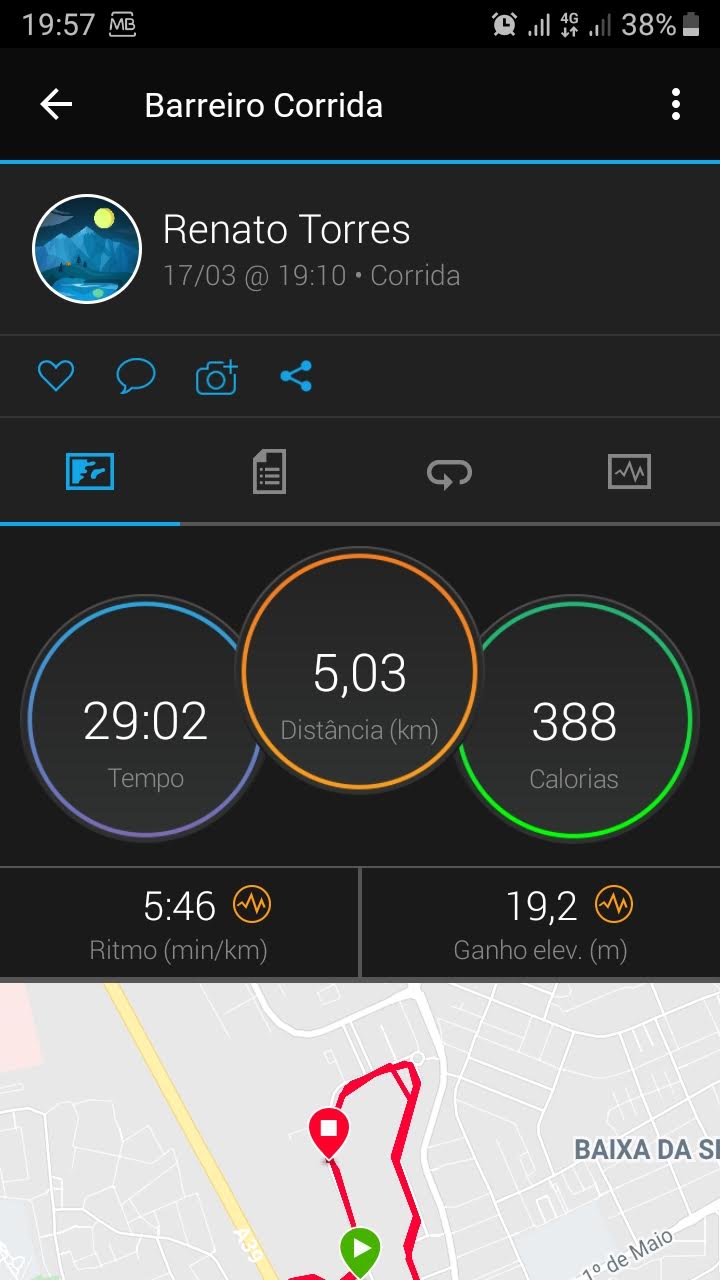 19:57 MB 4G 38%
Barreiro Corrida
Renato Torres
17/03 @ 19:10 • Corrida
29:02
Tempo
5,03
Distância (km)
388
Calorias
5:46
Ritmo (min/km)
19,2
Ganho elev. (m)
BAIXA DA SE
A39
1º de Maio